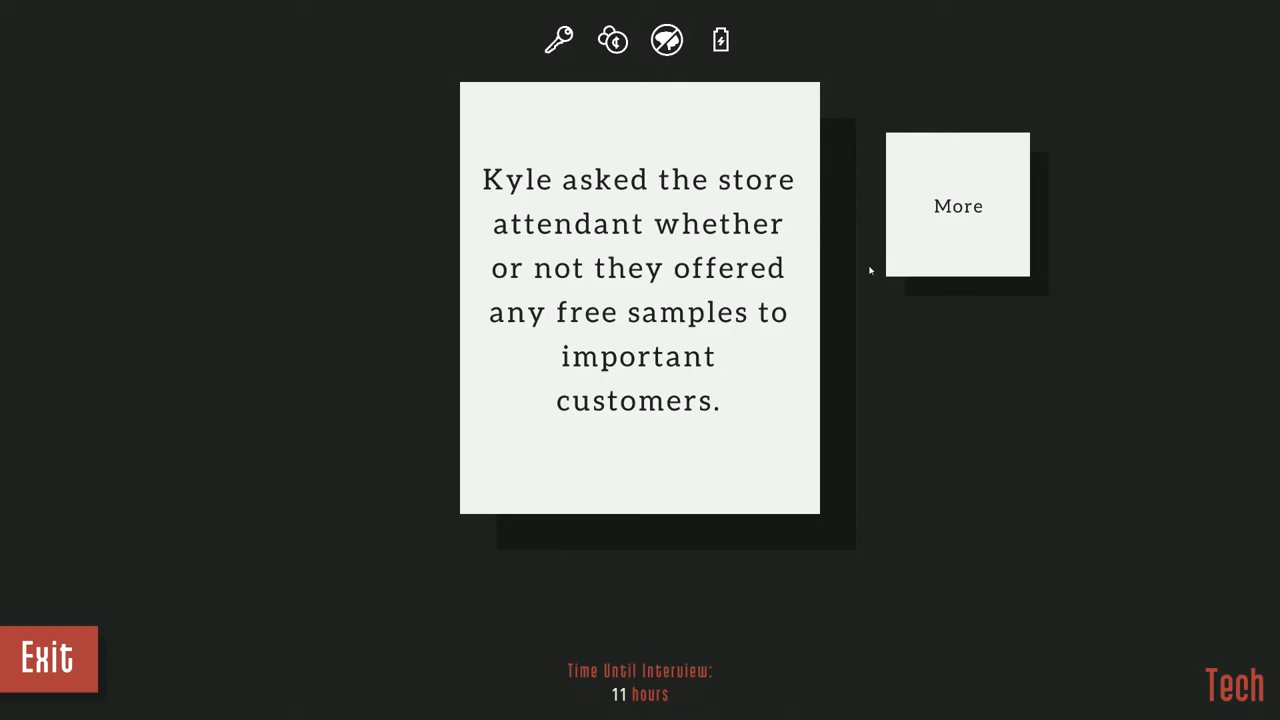 Kyle asked the store
attendant whether
or not they offered
any free samples to
important
customers.
More
Exit
Time Until Interview:
11 hours
Tech